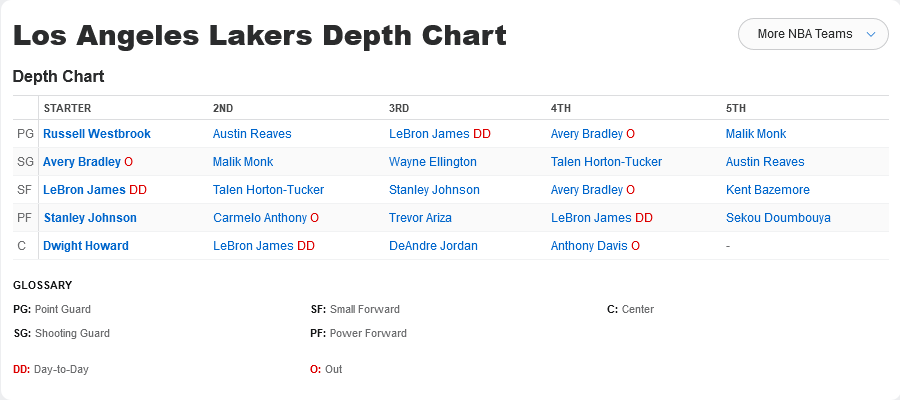 Los Angeles Lakers Depth Chart
More NBA Teams
Depth Chart
STARTER 2ND 3RD 4TH 5TH
PG Russell Westbrook Austin Reaves LeBron James DD Avery Bradley O Malik Monk
SG Avery Bradley O Malik Monk Wayne Ellington Talen Horton-Tucker Austin Reaves
SF LeBron James DD Talen Horton-Tucker Stanley Johnson Avery Bradley O Kent Bazemore
PF Stanley Johnson Carmelo Anthony O Trevor Ariza LeBron James DD Sekou Doumbouya
C Dwight Howard LeBron James DD DeAndre Jordan Anthony Davis O -
GLOSSARY
PG: Point Guard SF: Small Forward C: Center
SG: Shooting Guard PF: Power Forward
DD: Day-to-Day O: Out